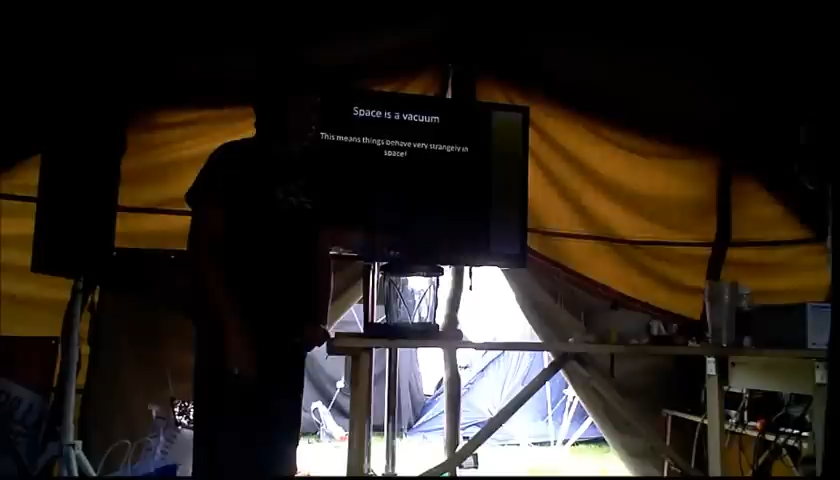 Space is a vacuum
This means things behave very strangely in
space!